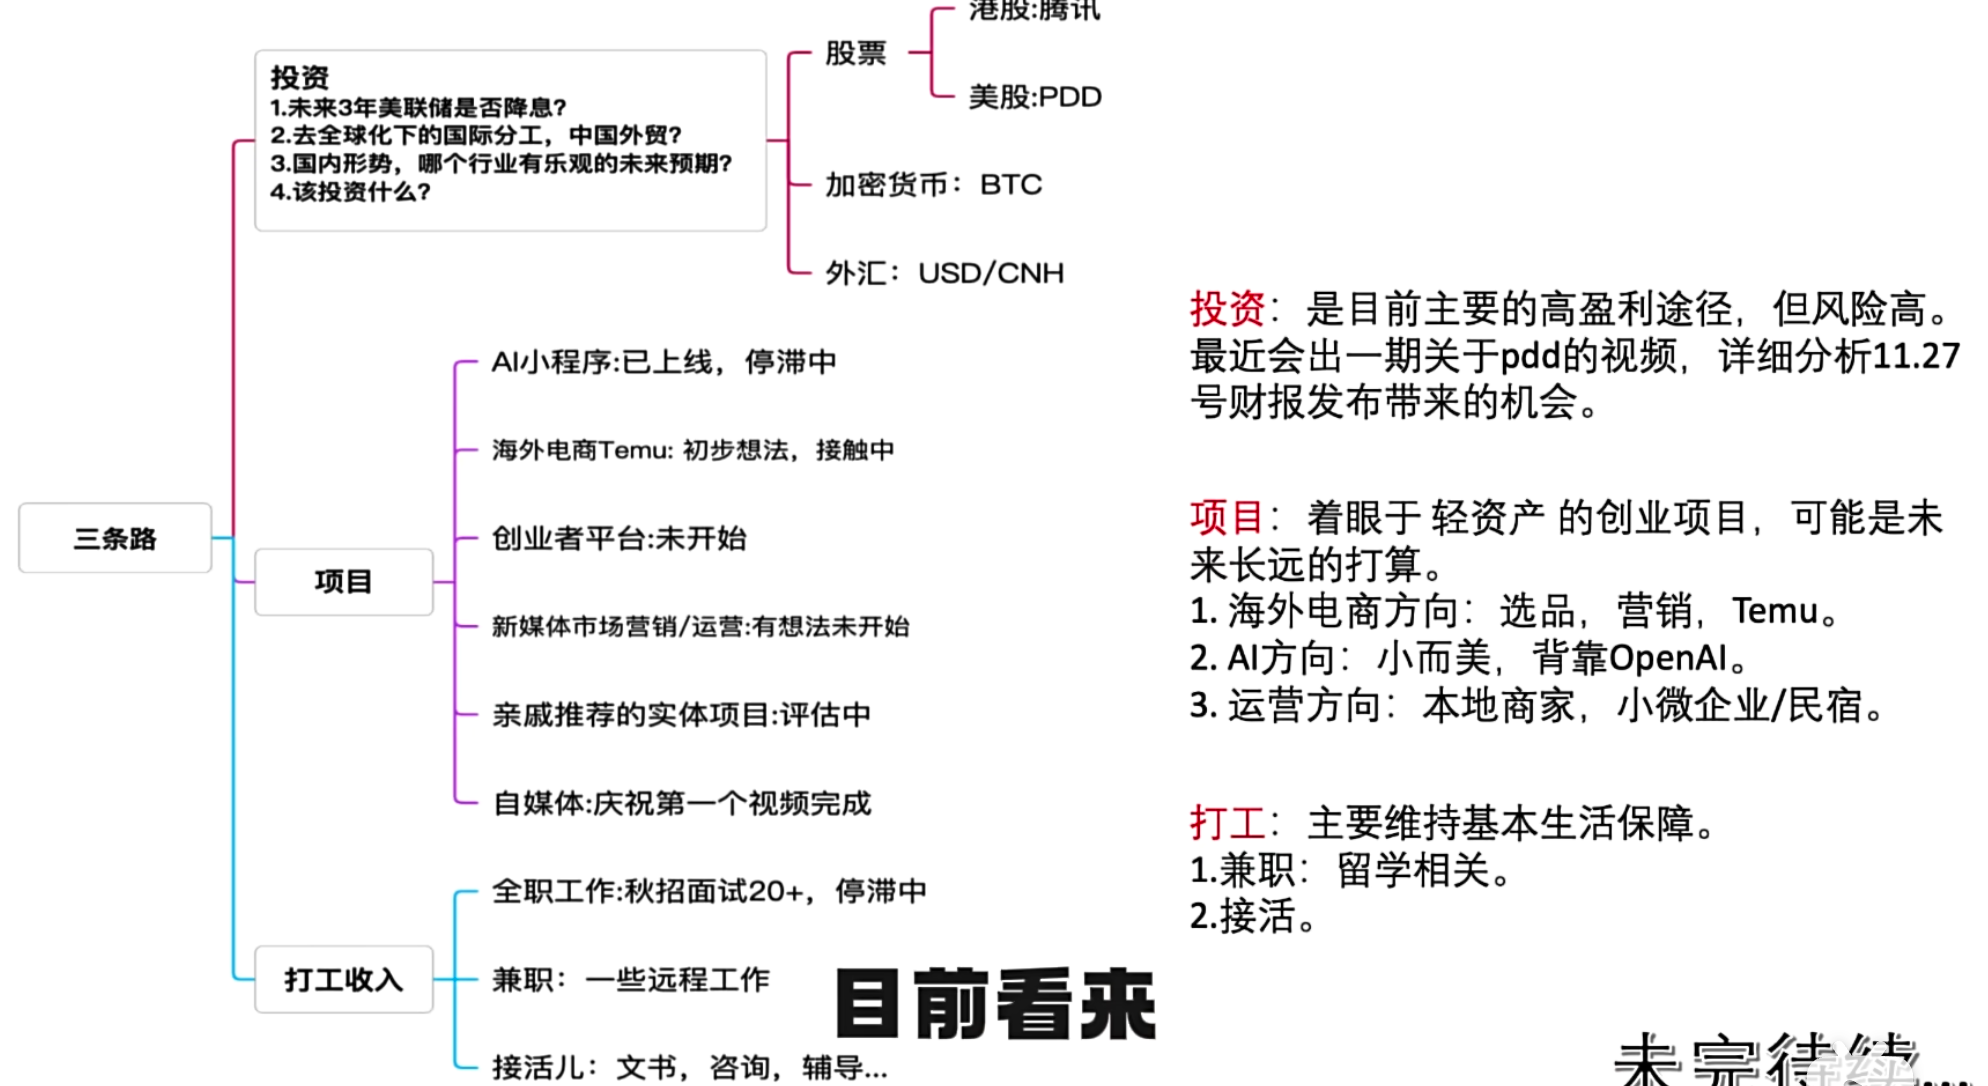 港股:腾讯
股票
美股:PDD
投资
1.未来3年美联储是否降息?
2.去全球化下的国际分工，中国外贸?
3.国内形势，哪个行业有乐观的未来预期?
4.该投资什么?
加密货币：BTC
外汇：USD/CNH
三条路
项目
AI小程序:已上线，停滞中
海外电商Temu: 初步想法，接触中
创业者平台:未开始
新媒体市场营销/运营:有想法未开始
亲戚推荐的实体项目:评估中
自媒体:庆祝第一个视频完成
打工收入
全职工作:秋招面试20+，停滞中
兼职：一些远程工作
接活儿：文书，咨询，辅导...
投资：是目前主要的高盈利途径，但风险高。
最近会出一期关于pdd的视频，详细分析11.27
号财报发布带来的机会。
项目：着眼于 轻资产 的创业项目，可能是未
来长远的打算。
1. 海外电商方向：选品，营销，Temu。
2. AI方向：小而美，背靠OpenAI。
3. 运营方向：本地商家，小微企业/民宿。
打工：主要维持基本生活保障。
1.兼职：留学相关。
2.接活。
目前看来
未完待续......